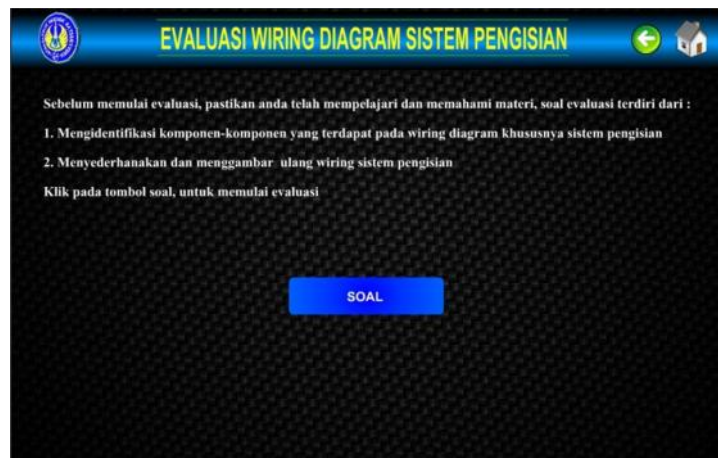 EVALUASI WIRING DIAGRAM SISTEM PENGISIAN
Sebelum memulai evaluasi, pastikan anda telah mempelajari dan memahami materi, soal evaluasi terdiri dari :
1. Mengidentifikasi komponen-komponen yang terdapat pada wiring diagram khususnya sistem pengisian
2. Menyederhanakan dan menggambar ulang wiring sistem pengisian
Klik pada tombol soal, untuk memulai evaluasi
SOAL